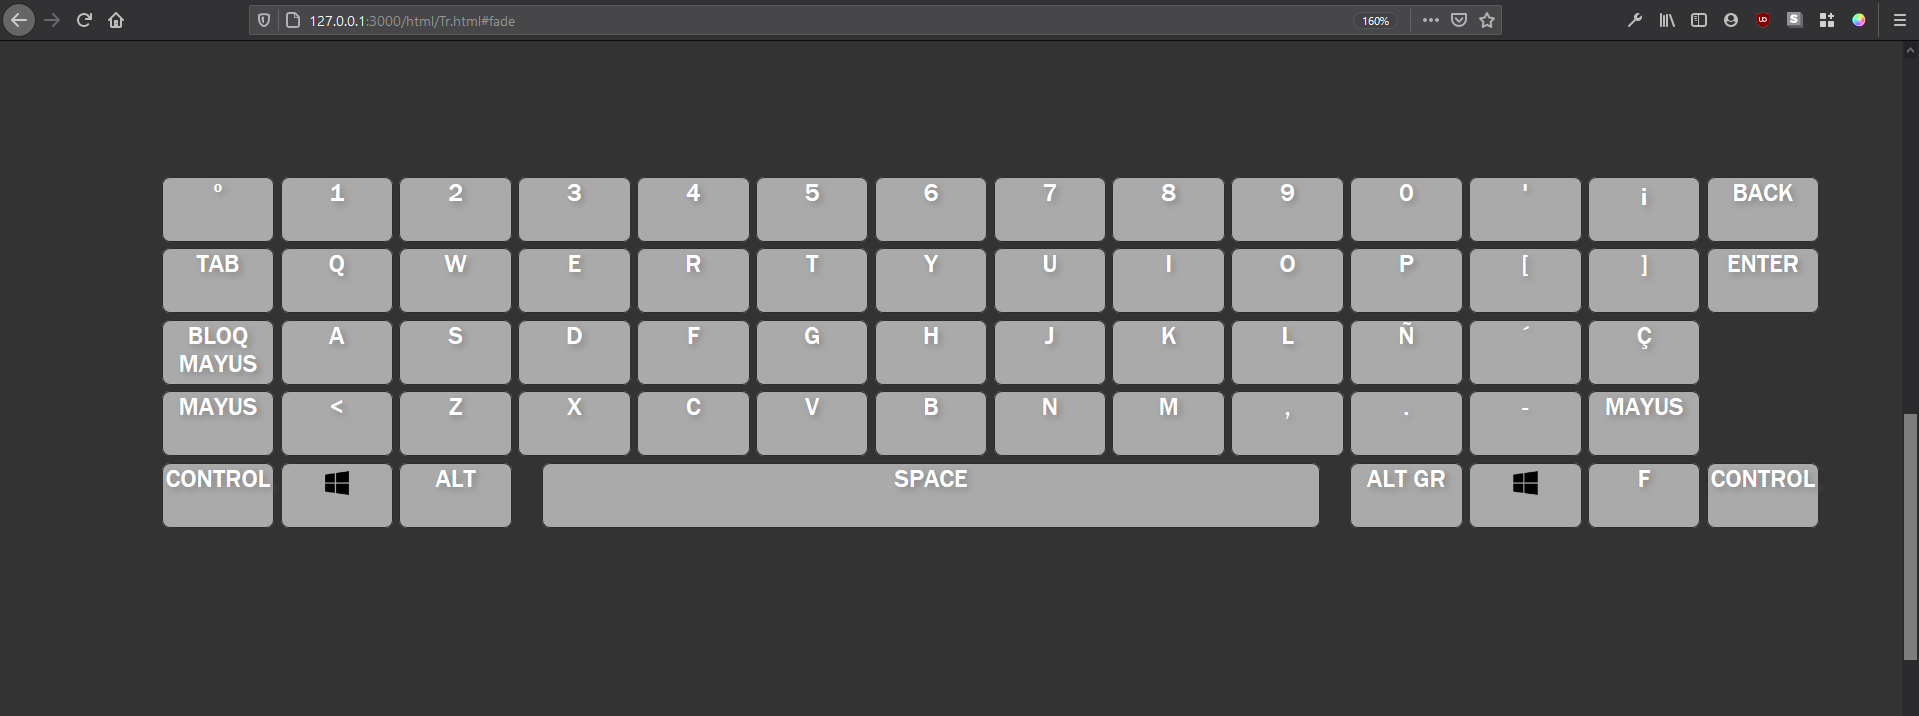 127.0.0.1:3000/html/Tr.html#fade 160%
º 1 2 3 4 5 6 7 8 9 0 ' ¡ BACK
TAB Q W E R T Y U I O P [ ] ENTER
BLOQ MAYUS A S D F G H J K L Ñ ´ Ç
MAYUS < Z X C V B N M , . - MAYUS
CONTROL ALT SPACE ALT GR F CONTROL